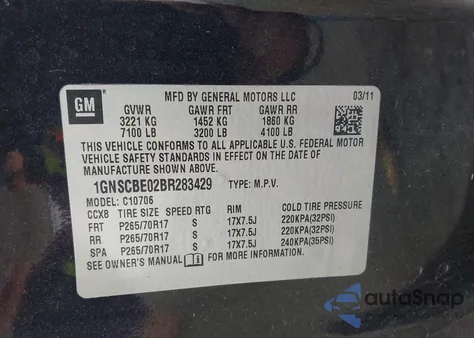 GM
MFD BY GENERAL MOTORS LLC 03/11
GVWR GAWR FRT GAWR RR
3221 KG 1452 KG 1860 KG
7100 LB 3200 LB 4100 LB
THIS VEHICLE CONFORMS TO ALL APPLICABLE U.S. FEDERAL MOTOR
VEHICLE SAFETY STANDARDS IN EFFECT ON THE DATE OF
MANUFACTURE SHOWN ABOVE.
1GNSCBE02BR283429 TYPE: M.P.V.
MODEL: C10706
CCX8 TIRE SIZE SPEED RTG RIM COLD TIRE PRESSURE
FRT P265/70R17 S 17X7.5J 220KPA(32PSI)
RR P265/70R17 S 17X7.5J 220KPA(32PSI)
SPA P265/70R17 S 17X7.5J 240KPA(35PSI)
SEE OWNER'S MANUAL FOR MORE INFORMATION.
autoSnap